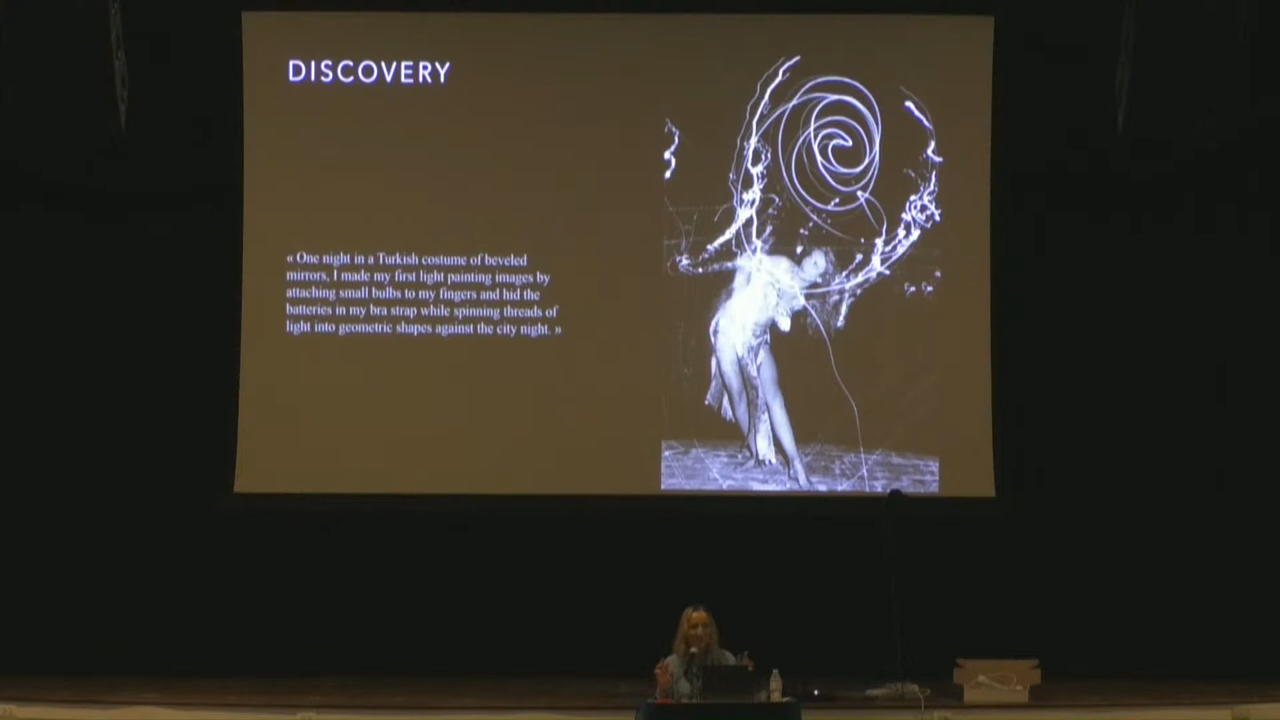 DISCOVERY
« One night in a Turkish costume of beveled
mirrors, I made my first light painting images by
attaching small bulbs to my fingers and hid the
batteries in my bra strap while spinning threads of
light into geometric shapes against the city night. »